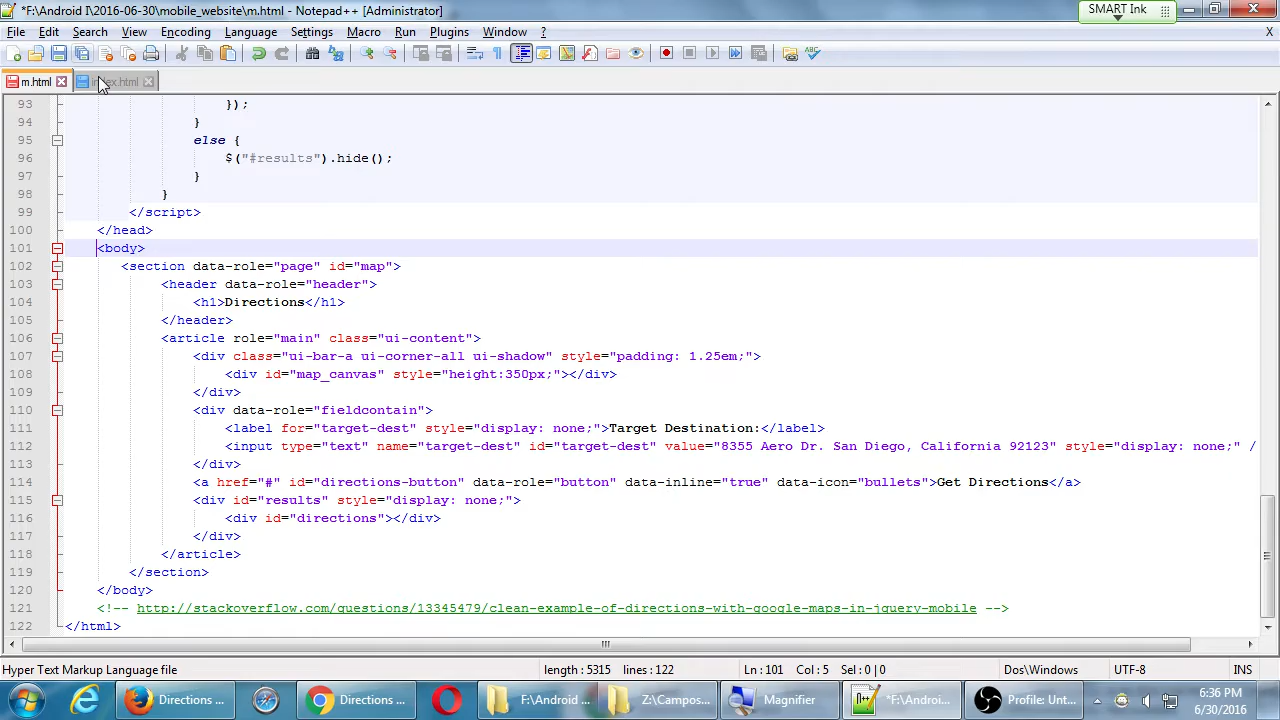 *F:\Android I\2016-06-30\mobile_website\m.html - Notepad++ [Administrator]
SMART Ink
File Edit Search View Encoding Language Settings Macro Run Plugins Window ? X
m.html index.html
93 });
94 }
95 else {
96 $("#results").hide();
97 }
98 }
99 </script>
100 </head>
101 <body>
102 <section data-role="page" id="map">
103 <header data-role="header">
104 <h1>Directions</h1>
105 </header>
106 <article role="main" class="ui-content">
107 <div class="ui-bar-a ui-corner-all ui-shadow" style="padding: 1.25em;">
108 <div id="map_canvas" style="height:350px;"></div>
109 </div>
110 <div data-role="fieldcontain">
111 <label for="target-dest" style="display: none;">Target Destination:</label>
112 <input type="text" name="target-dest" id="target-dest" value="8355 Aero Dr. San Diego, California 92123" style="display: none;" /
113 </div>
114 <a href="#" id="directions-button" data-role="button" data-inline="true" data-icon="bullets">Get Directions</a>
115 <div id="results" style="display: none;">
116 <div id="directions"></div>
117 </div>
118 </article>
119 </section>
120 </body>
121 <!-- http://stackoverflow.com/questions/13345479/clean-example-of-directions-with-google-maps-in-jquery-mobile -->
122 </html>
Hyper Text Markup Language file length : 5315 lines : 122 Ln : 101 Col : 5 Sel : 0 | 0 Dos\Windows UTF-8 INS
Directions ... Directions ... F:\Android ... Z:\Campos... Magnifier *F:\Androi... Profile: Unt... 6:36 PM
6/30/2016